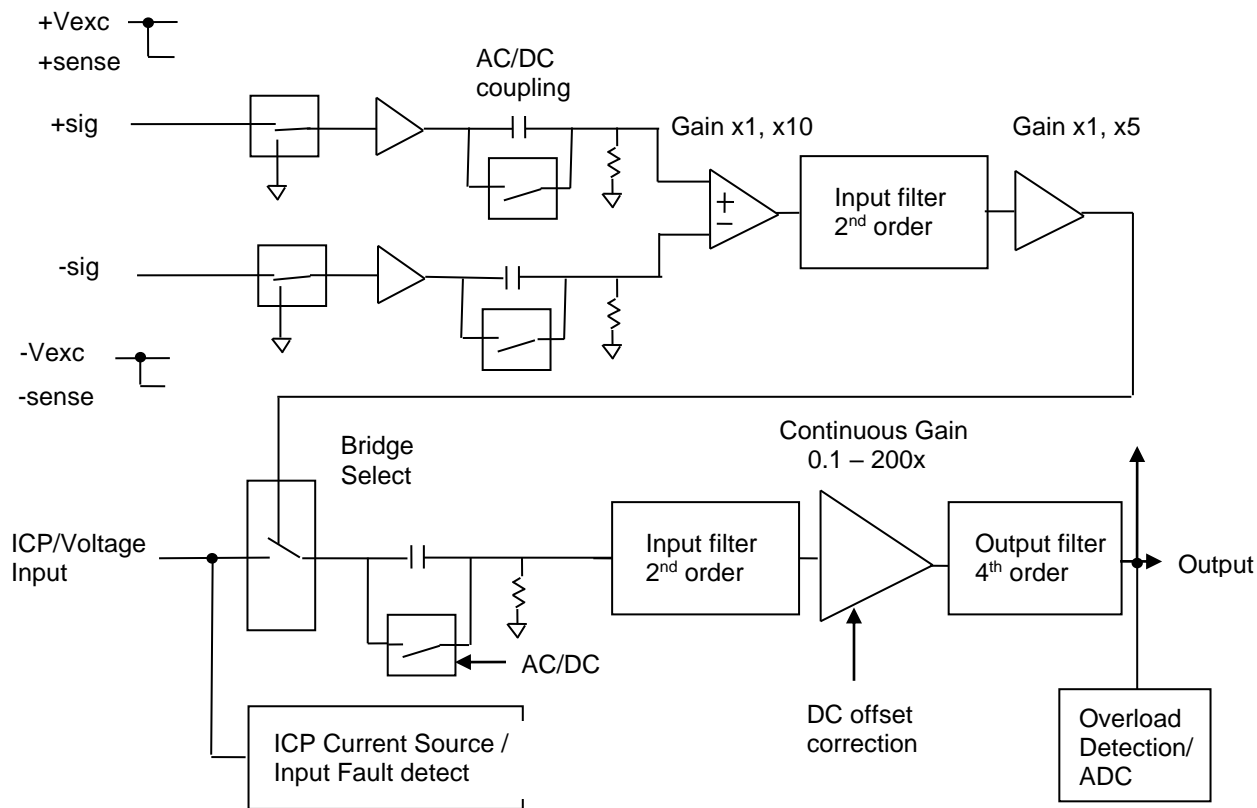 +Vexc
+sense
AC/DC
coupling
+sig
Gain x1, x10
Gain x1, x5
+
−
Input filter
2nd order
-sig
-Vexc
-sense
Bridge
Select
Continuous Gain
0.1 – 200x
ICP/Voltage
Input
Input filter
2nd order
Output filter
4th order
Output
AC/DC
ICP Current Source /
Input Fault detect
DC offset
correction
Overload
Detection/
ADC